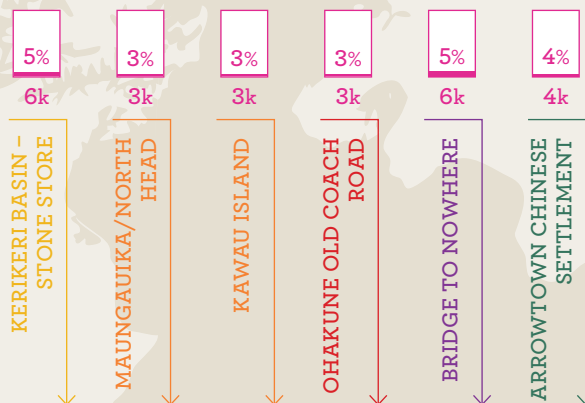 5%
3%
3%
3%
5%
4%
6k
3k
3k
3k
6k
4k
KERIKERI BASIN –
STONE STORE
MAUNGAUIKA/NORTH
HEAD
KAWAU ISLAND
OHAKUNE OLD COACH
ROAD
BRIDGE TO NOWHERE
ARROWTOWN CHINESE
SETTLEMENT